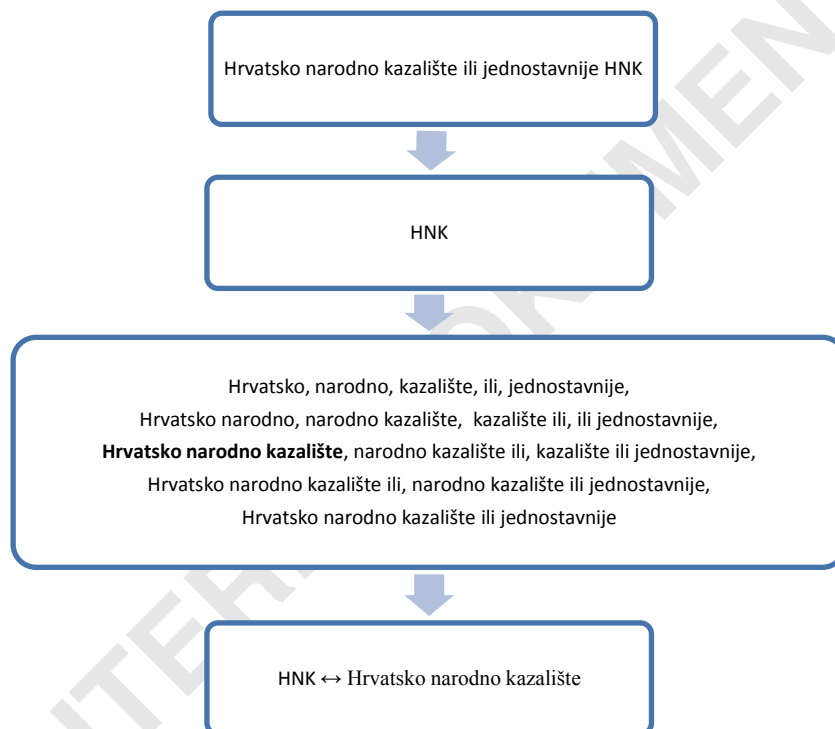 Hrvatsko narodno kazalište ili jednostavnije HNK
HNK
Hrvatsko, narodno, kazalište, ili, jednostavnije,
Hrvatsko narodno, narodno kazalište, kazalište ili, ili jednostavnije,
Hrvatsko narodno kazalište, narodno kazalište ili, kazalište ili jednostavnije,
Hrvatsko narodno kazalište ili, narodno kazalište ili jednostavnije,
Hrvatsko narodno kazalište ili jednostavnije
HNK ↔ Hrvatsko narodno kazalište